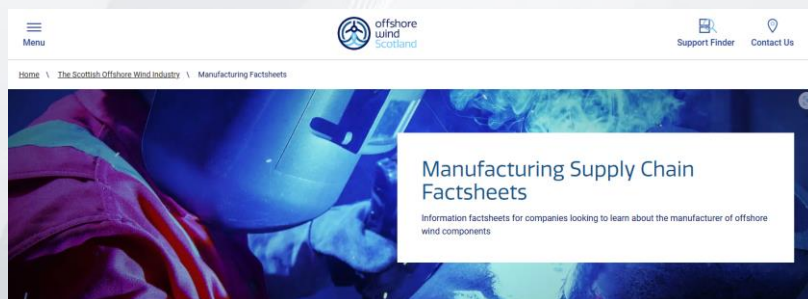 Menu
offshore
wind
Scotland
Support Finder
Contact Us
Home \ The Scottish Offshore Wind Industry \ Manufacturing Factsheets
Manufacturing Supply Chain
Factsheets
Information factsheets for companies looking to learn about the manufacturer of offshore
wind components